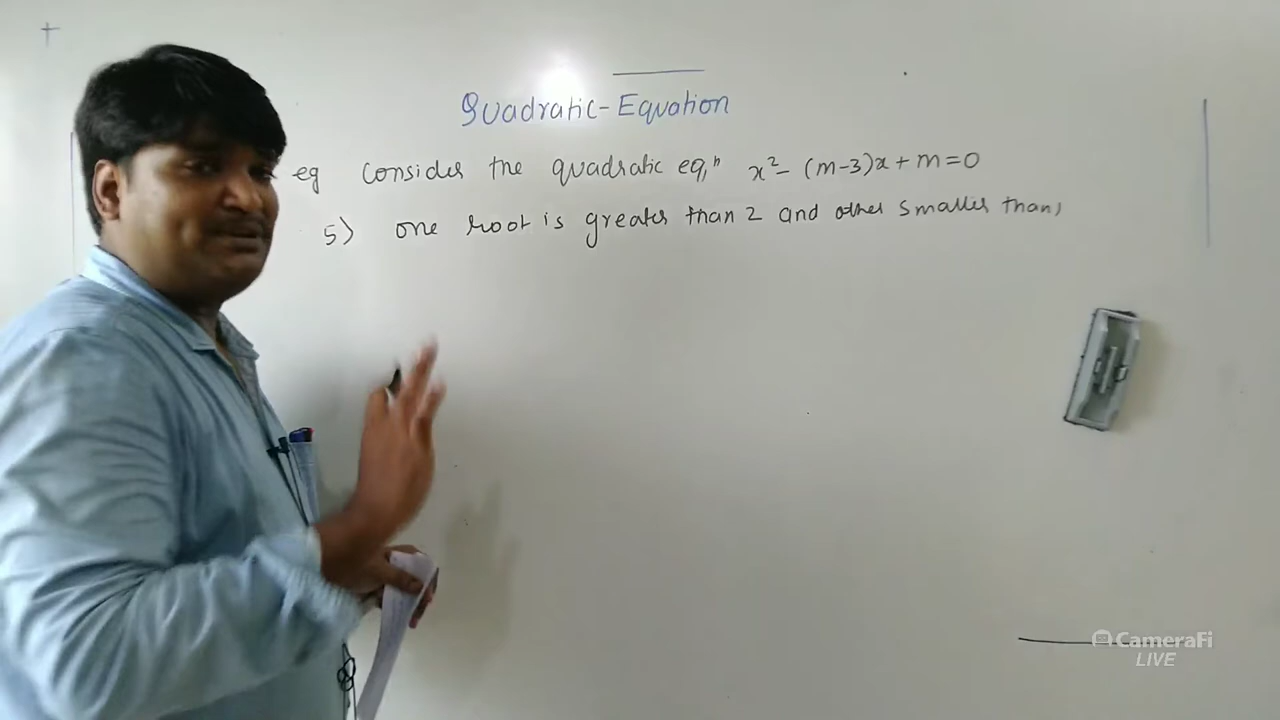 Quadratic-Equation
eg Consider the quadratic eq,ⁿ x² - (m-3)x + m = 0
5) one root is greater than 2 and other smaller than 1
CameraFi
LIVE